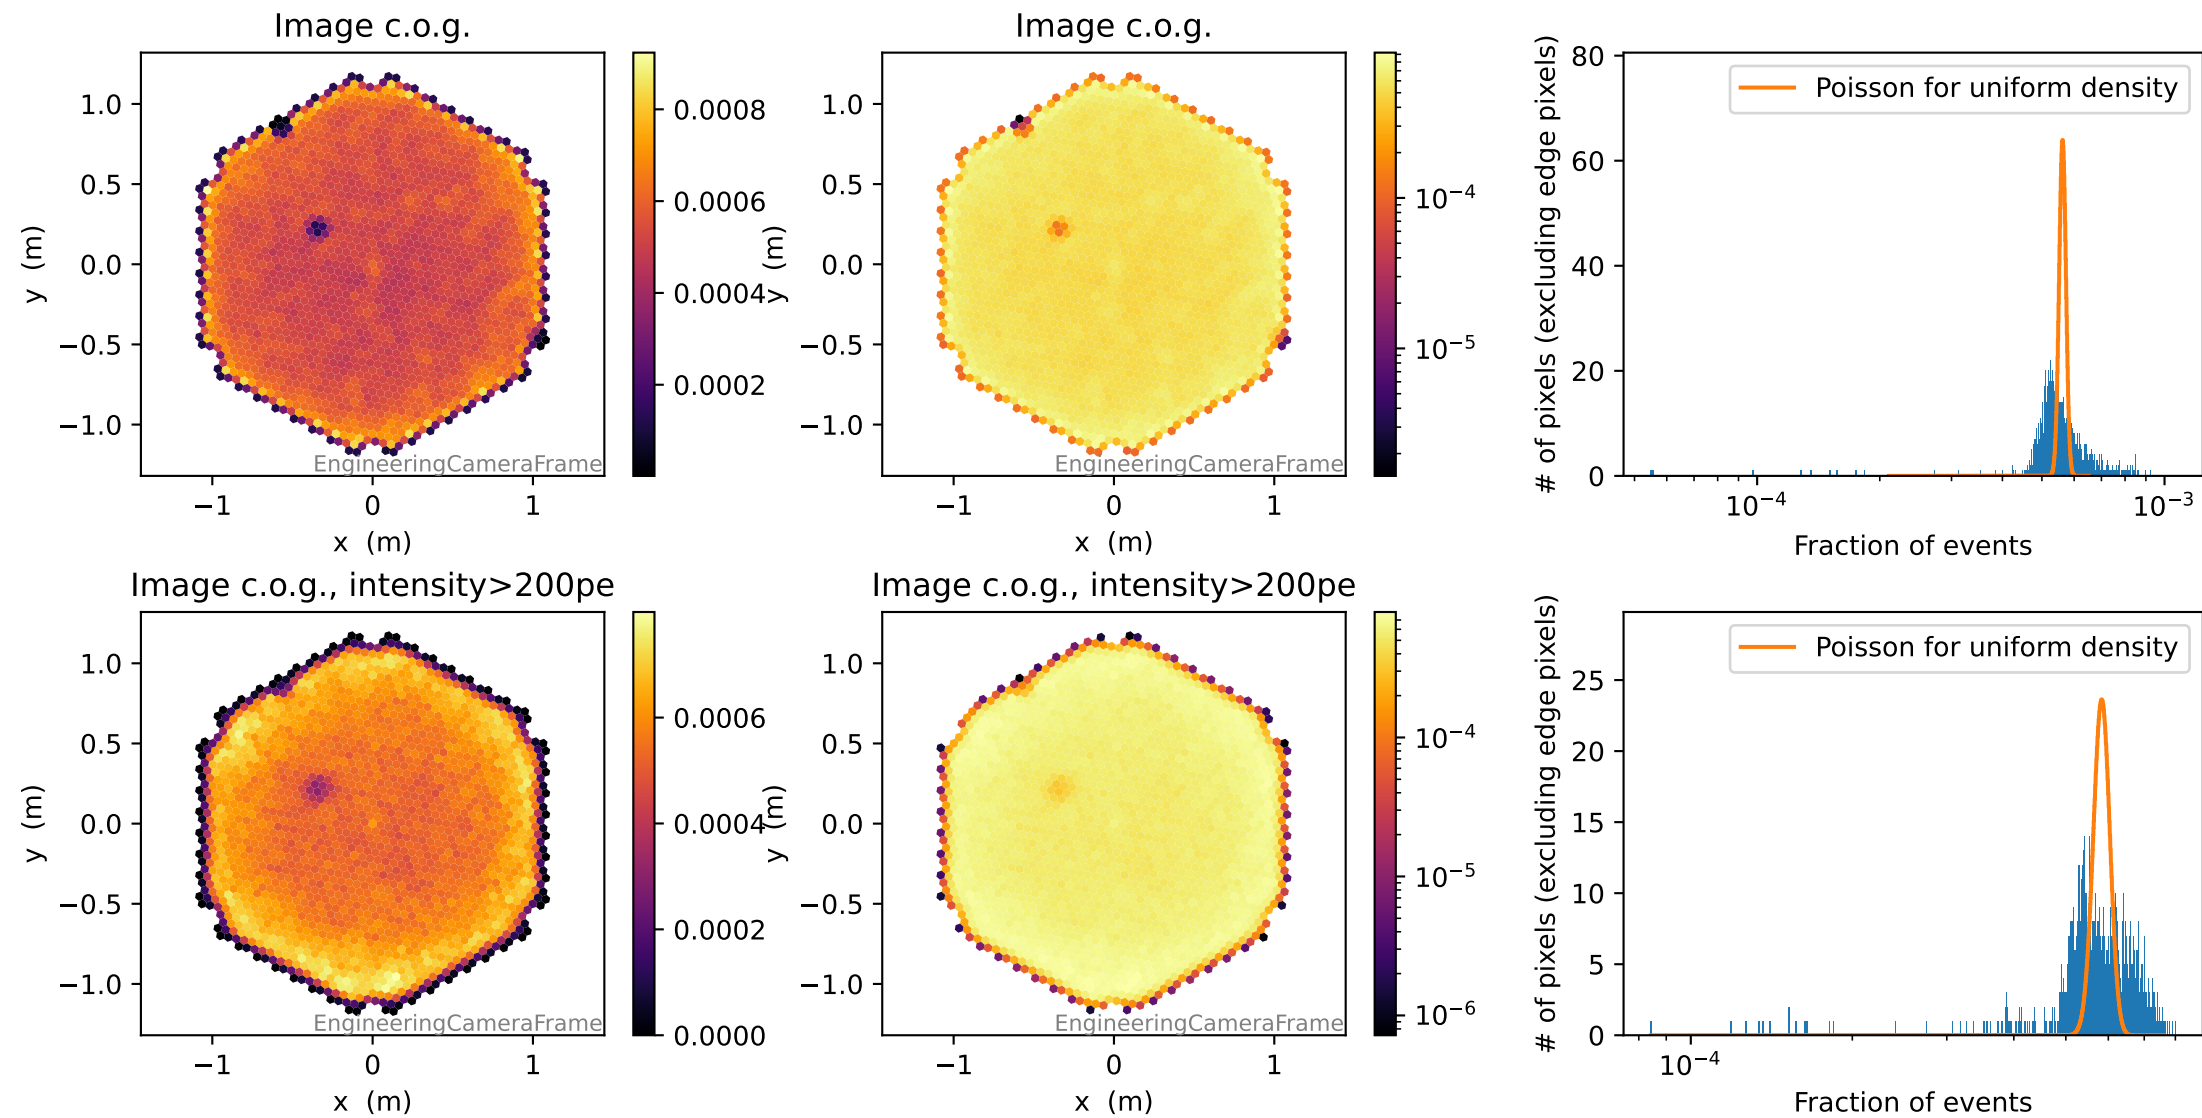 Image c.o.g.
1.0
0.5
0.0
−0.5
−1.0
y (m)
−1
0
1
x (m)
EngineeringCameraFrame
0.0008
0.0006
0.0004
0.0002
Image c.o.g.
1.0
0.5
0.0
−0.5
−1.0
y (m)
−1
0
1
x (m)
EngineeringCameraFrame
10−4
10−5
80
60
40
20
0
# of pixels (excluding edge pixels)
Poisson for uniform density
10−4
10−3
Fraction of events
Image c.o.g., intensity>200pe
1.0
0.5
0.0
−0.5
−1.0
y (m)
−1
0
1
x (m)
EngineeringCameraFrame
0.0006
0.0004
0.0002
0.0000
Image c.o.g., intensity>200pe
1.0
0.5
0.0
−0.5
−1.0
y (m)
−1
0
1
x (m)
EngineeringCameraFrame
10−4
10−5
10−6
25
20
15
10
5
0
# of pixels (excluding edge pixels)
Poisson for uniform density
10−4
Fraction of events